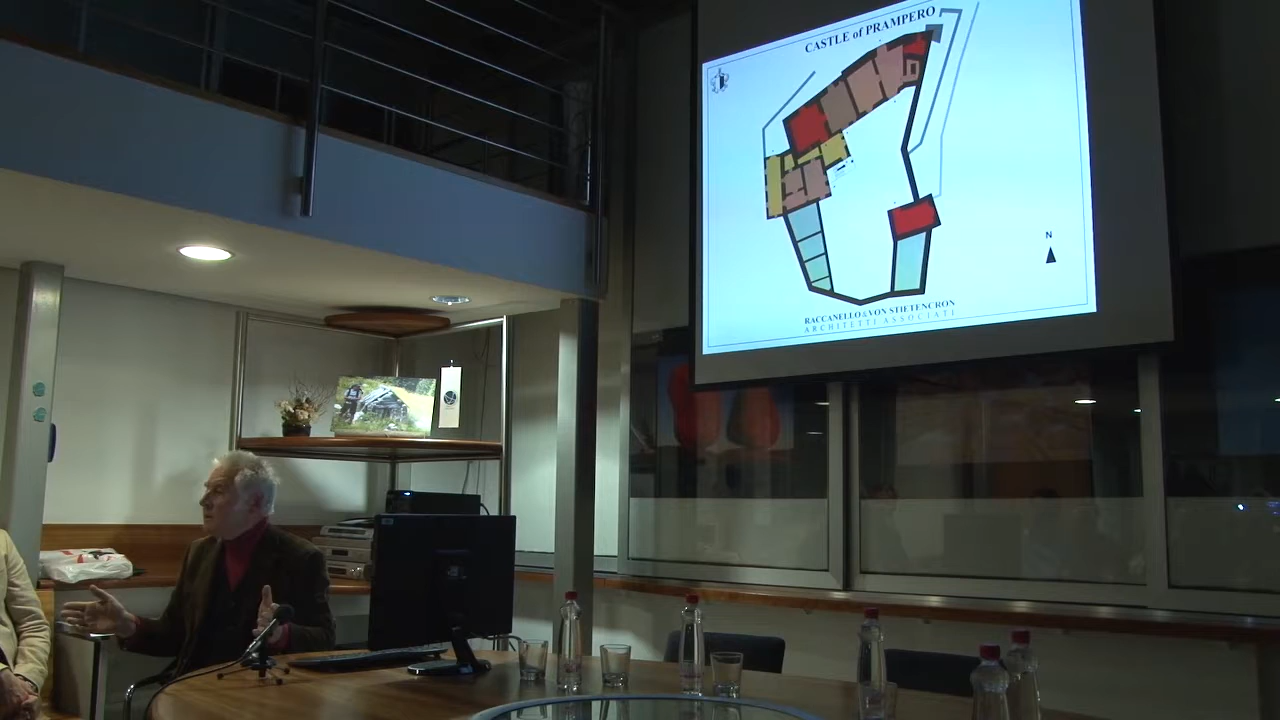 CASTLE of PRAMPERO
N
RACCANELLO & VON STIETENCRON
ARCHITETTI ASSOCIATI